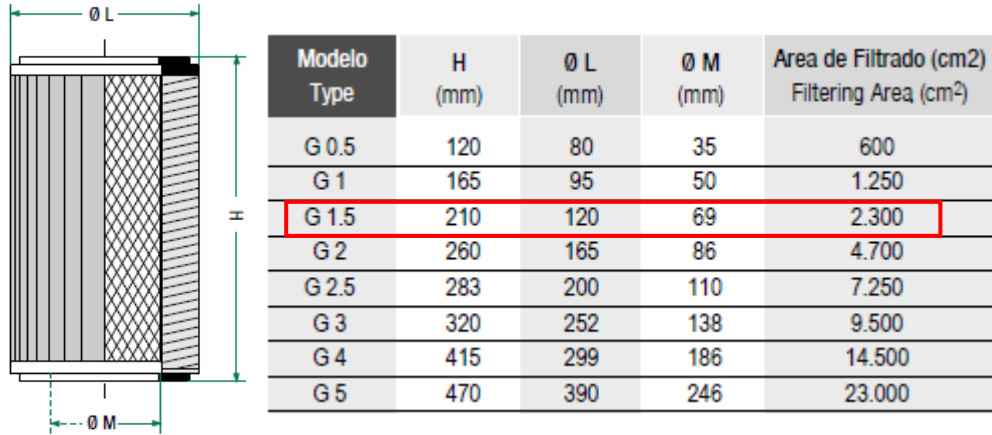 Ø L
H
Ø M
Modelo H Ø L Ø M Area de Filtrado (cm2)
Type (mm) (mm) (mm) Filtering Area (cm²)
G 0.5 120 80 35 600
G 1 165 95 50 1.250
G 1.5 210 120 69 2.300
G 2 260 165 86 4.700
G 2.5 283 200 110 7.250
G 3 320 252 138 9.500
G 4 415 299 186 14.500
G 5 470 390 246 23.000